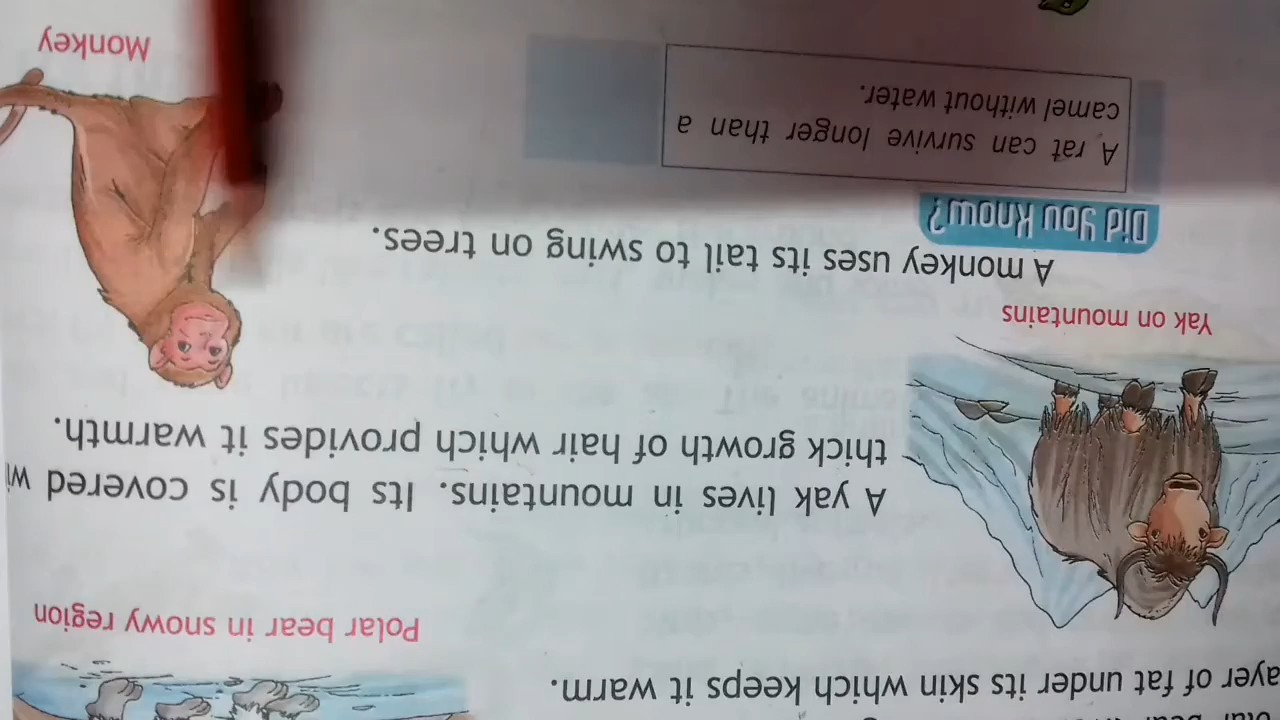 ayer of fat under its skin which keeps it warm.
Polar bear in snowy region
A yak lives in mountains. Its body is covered wi
thick growth of hair which provides it warmth.
Yak on mountains
A monkey uses its tail to swing on trees.
Did You Know?
A rat can survive longer than a
camel without water.
Monkey